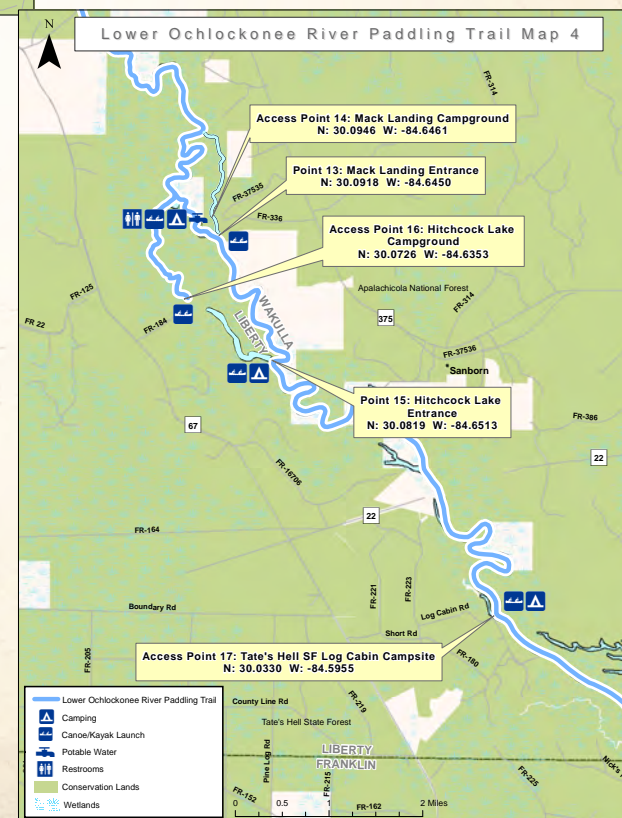 Lower Ochlockonee River Paddling Trail Map 4
N
FR-314
Access Point 14: Mack Landing Campground
N: 30.0946 W: -84.6461
Point 13: Mack Landing Entrance
N: 30.0918 W: -84.6450
FR-37535
FR-336
Access Point 16: Hitchcock Lake
Campground
N: 30.0726 W: -84.6353
Apalachicola National Forest
FR-125
FR-314
FR 22
FR-184
WAKULLA
LIBERTY
375
FR-37536
Sanborn
Point 15: Hitchcock Lake
Entrance
N: 30.0819 W: -84.6513
FR-386
67
22
FR-16706
22
FR-164
FR-221
FR-223
Boundary Rd
Log Cabin Rd
Short Rd
FR-205
FR-180
Access Point 17: Tate's Hell SF Log Cabin Campsite
N: 30.0330 W: -84.5955
Lower Ochlockonee River Paddling Trail
Camping
Canoe/Kayak Launch
Potable Water
Restrooms
Conservation Lands
Wetlands
County Line Rd
FR-219
Tate's Hell State Forest
Pine Log Rd
LIBERTY
FRANKLIN
FR-215
FR-225
Nick's
FR-152
FR-162
0 0.5 1 2 Miles